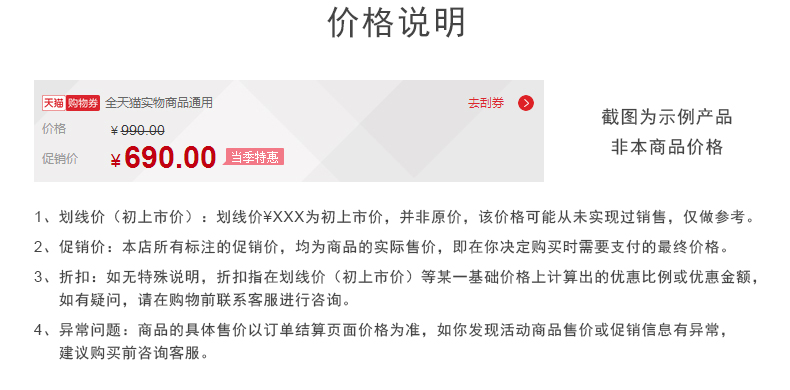 价格说明
天猫 购物券 全天猫实物商品通用 去刮券
价格 ¥990.00
促销价 ¥690.00 当季特惠
截图为示例产品
非本商品价格
1、划线价（初上市价）：划线价¥XXX为初上市价，并非原价，该价格可能从未实现过销售，仅做参考。
2、促销价：本店所有标注的促销价，均为商品的实际售价，即在你决定购买时需要支付的最终价格。
3、折扣：如无特殊说明，折扣指在划线价（初上市价）等某一基础价格上计算出的优惠比例或优惠金额，
如有疑问，请在购物前联系客服进行咨询。
4、异常问题：商品的具体售价以订单结算页面价格为准，如你发现活动商品售价或促销信息有异常，
建议购买前咨询客服。